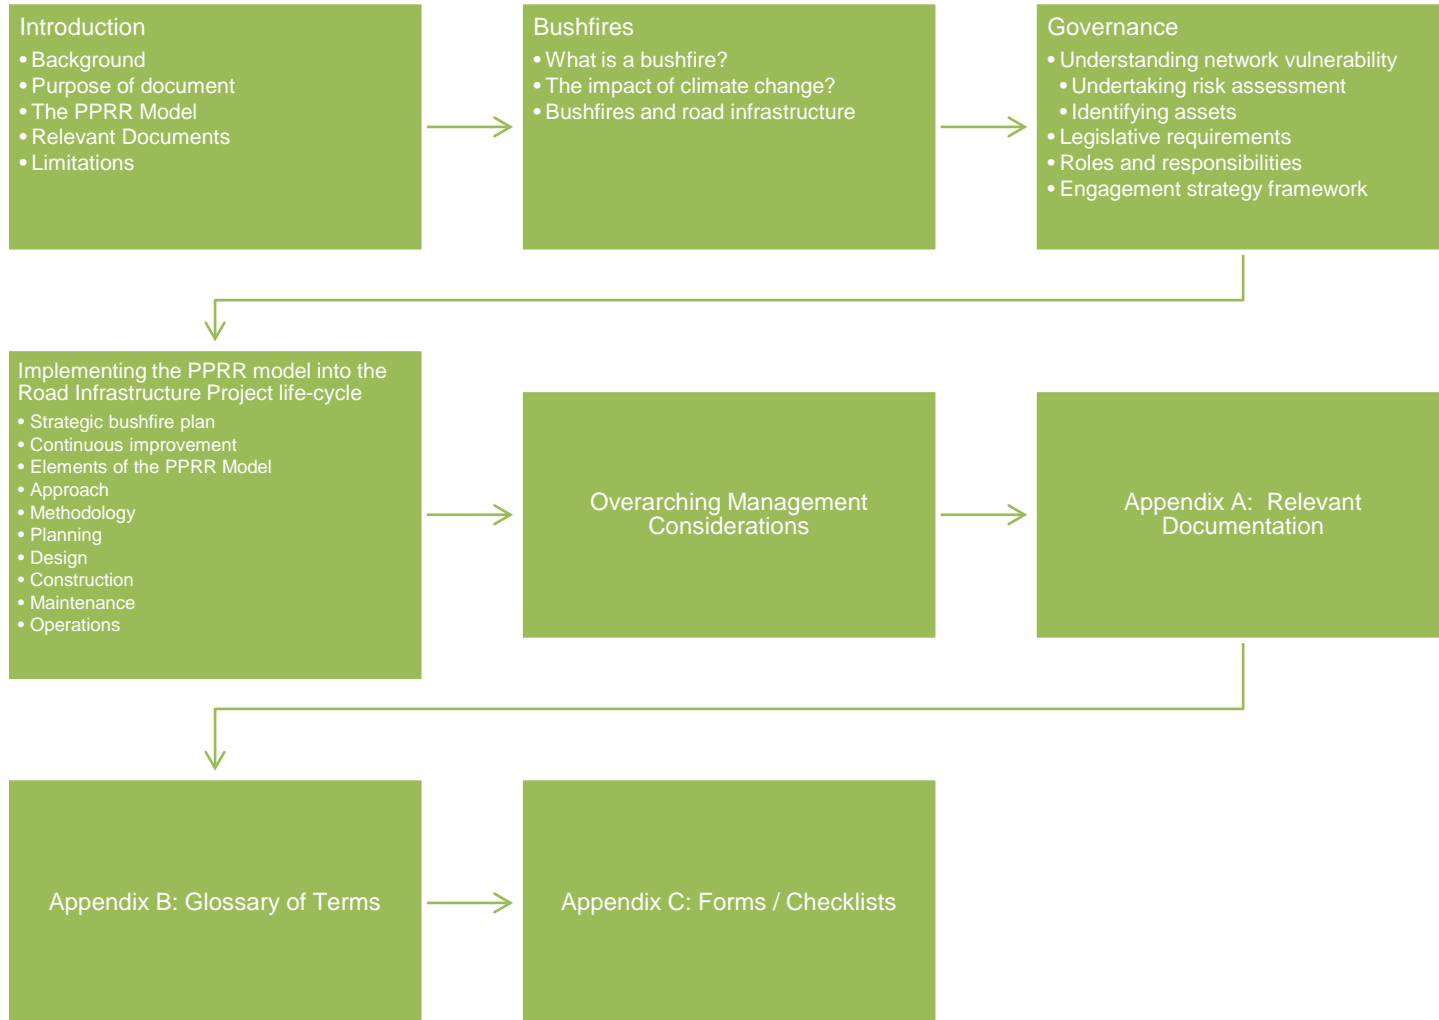 Introduction
• Background
• Purpose of document
• The PPRR Model
• Relevant Documents
• Limitations
Bushfires
• What is a bushfire?
• The impact of climate change?
• Bushfires and road infrastructure
Governance
• Understanding network vulnerability
• Undertaking risk assessment
• Identifying assets
• Legislative requirements
• Roles and responsibilities
• Engagement strategy framework
Implementing the PPRR model into the
Road Infrastructure Project life-cycle
• Strategic bushfire plan
• Continuous improvement
• Elements of the PPRR Model
• Approach
• Methodology
• Planning
• Design
• Construction
• Maintenance
• Operations
Overarching Management
Considerations
Appendix A:  Relevant
Documentation
Appendix B: Glossary of Terms
Appendix C: Forms / Checklists